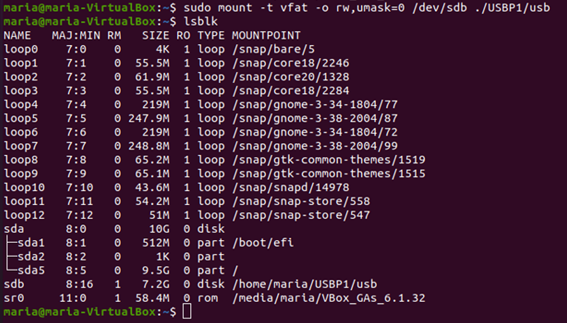 maria@maria-VirtualBox:~$ sudo mount -t vfat -o rw,umask=0 /dev/sdb ./USBP1/usb
maria@maria-VirtualBox:~$ lsblk
NAME   MAJ:MIN RM   SIZE RO TYPE MOUNTPOINT
loop0    7:0    0     4K  1 loop /snap/bare/5
loop1    7:1    0  55.5M  1 loop /snap/core18/2246
loop2    7:2    0  61.9M  1 loop /snap/core20/1328
loop3    7:3    0  55.5M  1 loop /snap/core18/2284
loop4    7:4    0   219M  1 loop /snap/gnome-3-34-1804/77
loop5    7:5    0 247.9M  1 loop /snap/gnome-3-38-2004/87
loop6    7:6    0   219M  1 loop /snap/gnome-3-34-1804/72
loop7    7:7    0 248.8M  1 loop /snap/gnome-3-38-2004/99
loop8    7:8    0  65.2M  1 loop /snap/gtk-common-themes/1519
loop9    7:9    0  65.1M  1 loop /snap/gtk-common-themes/1515
loop10   7:10   0  43.6M  1 loop /snap/snapd/14978
loop11   7:11   0  54.2M  1 loop /snap/snap-store/558
loop12   7:12   0    51M  1 loop /snap/snap-store/547
sda      8:0    0    10G  0 disk
├─sda1   8:1    0   512M  0 part /boot/efi
├─sda2   8:2    0     1K  0 part
└─sda5   8:5    0   9.5G  0 part /
sdb      8:16   1   7.2G  0 disk /home/maria/USBP1/usb
sr0     11:0    1  58.4M  0 rom  /media/maria/VBox_GAs_6.1.32
maria@maria-VirtualBox:~$